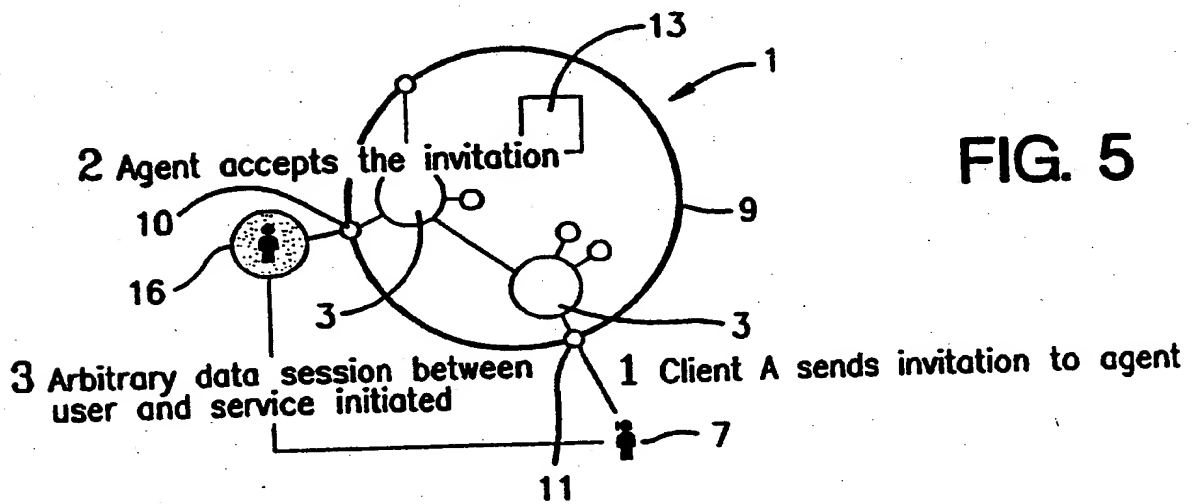 13
1
FIG. 5
2 Agent accepts the invitation
10
9
16
3
3
3 Arbitrary data session between
user and service initiated
1 Client A sends invitation to agent
7
11